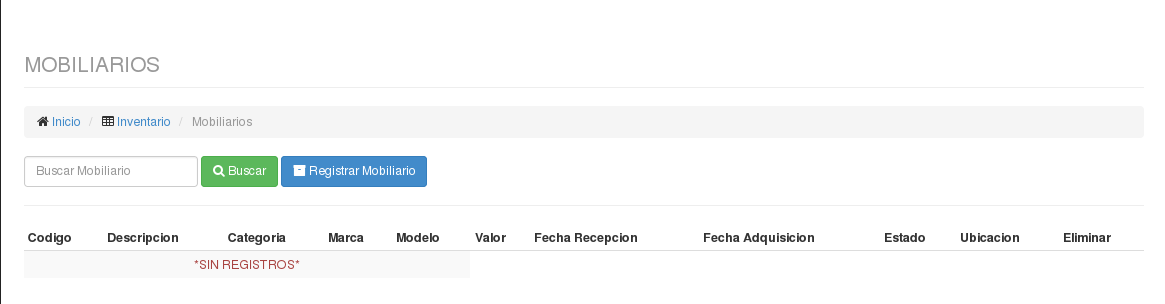 MOBILIARIOS
Inicio / Inventario / Mobiliarios
Buscar Mobiliario Buscar Registrar Mobiliario
Codigo Descripcion Categoria Marca Modelo Valor Fecha Recepcion Fecha Adquisicion Estado Ubicacion Eliminar
*SIN REGISTROS*